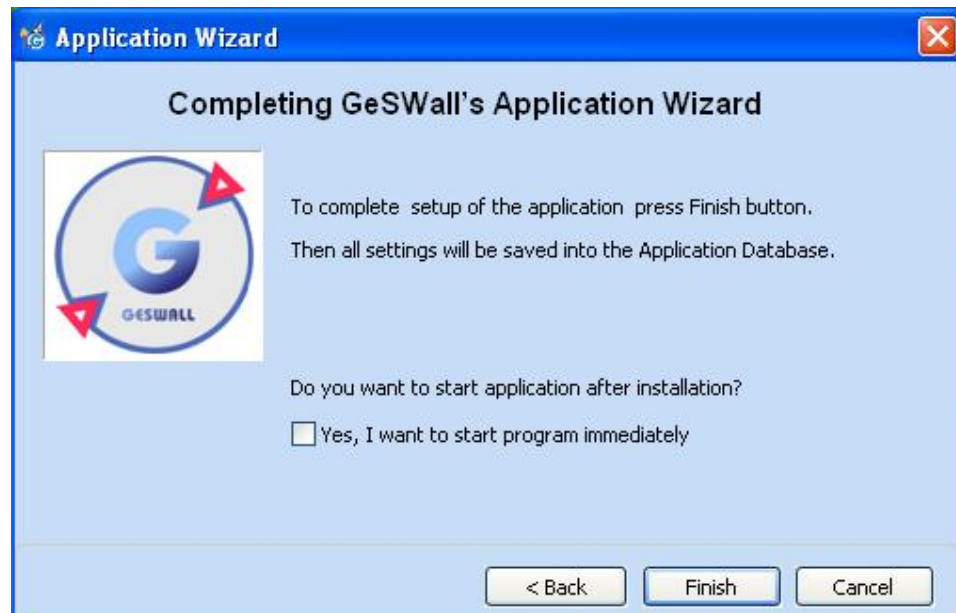 Application Wizard
Completing GeSWall's Application Wizard
To complete setup of the application press Finish button.
Then all settings will be saved into the Application Database.
G
GESWALL
Do you want to start application after installation?
Yes, I want to start program immediately
< Back Finish Cancel